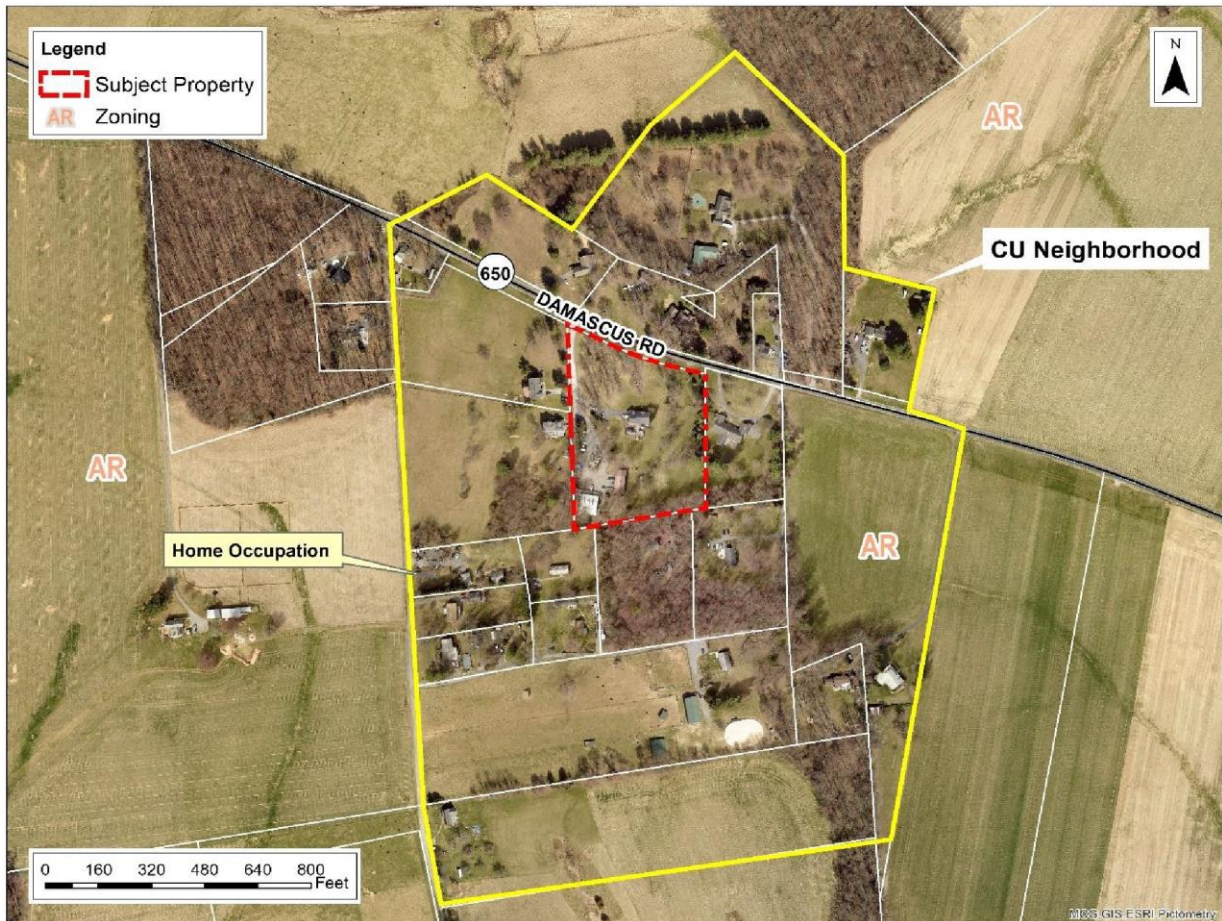 Legend
Subject Property
AR Zoning
N
AR
CU Neighborhood
650
DAMASCUS RD
AR
AR
Home Occupation
0 160 320 480 640 800
Feet
MCG GIS ESRI Pictometry